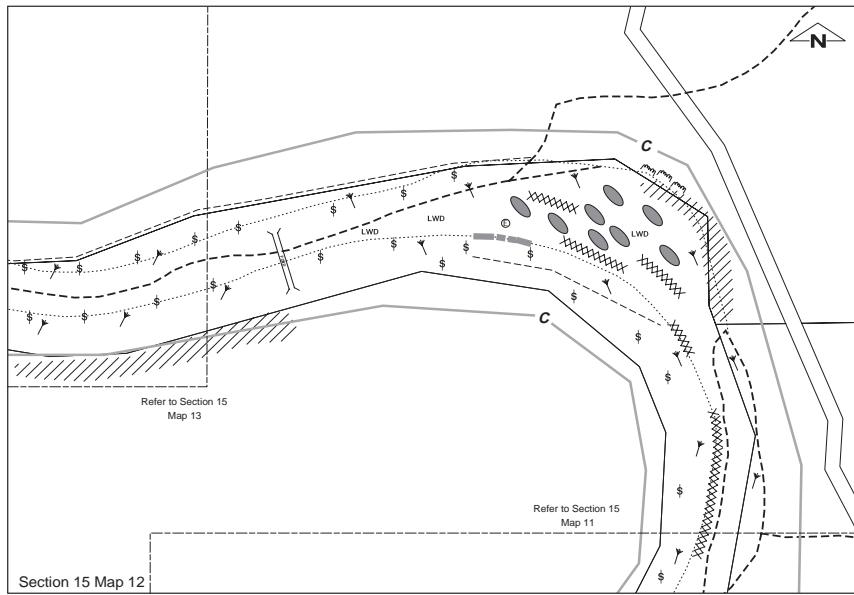 N
C
LWD
LWD
LWD
E
C
Refer to Section 15
Map 13
Refer to Section 15
Map 11
Section 15 Map 12